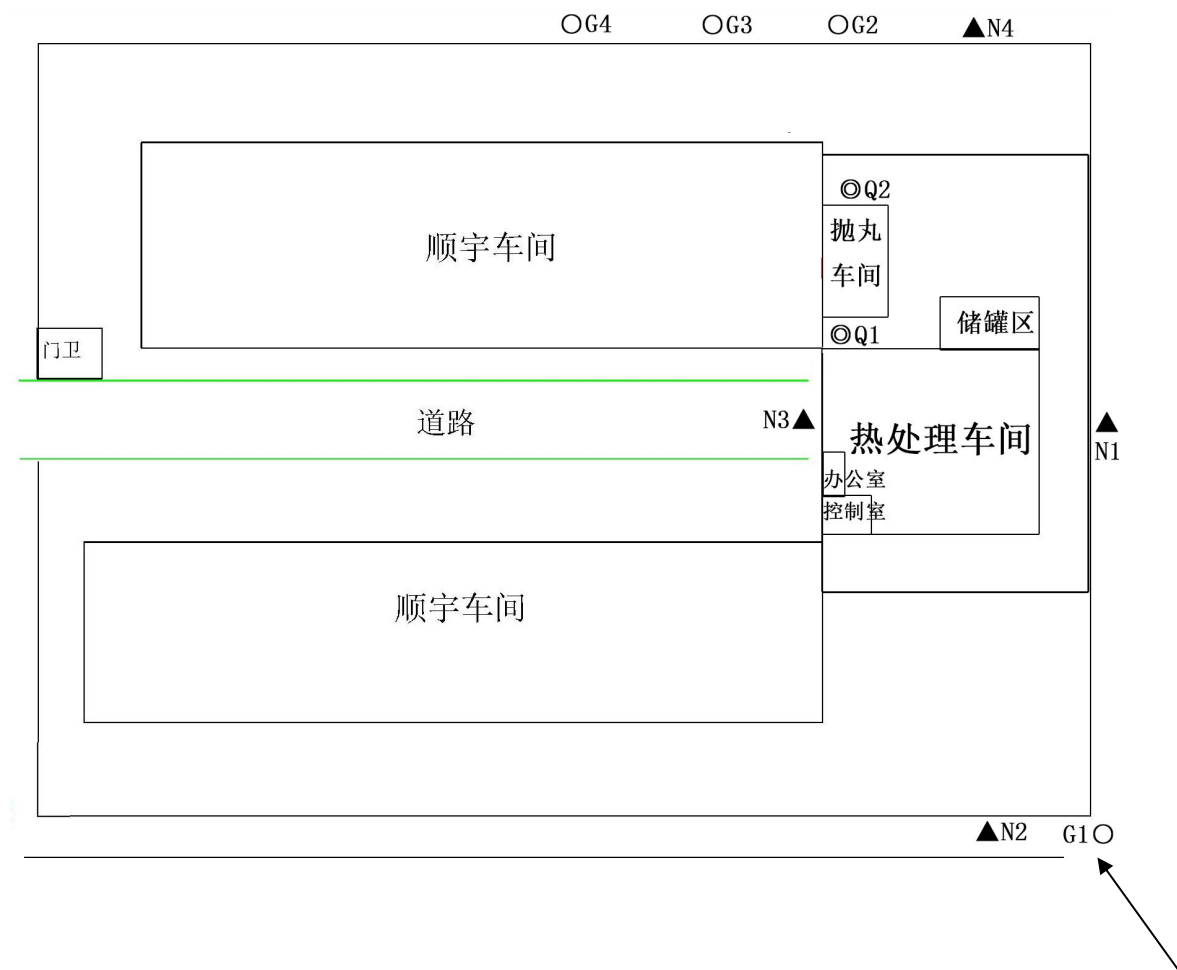 ○G4
○G3
○G2
▲N4
◎Q2
顺宇车间
抛丸
车间
储罐区
◎Q1
门卫
道路
N3▲
热处理车间
▲
N1
办公室
控制室
顺宇车间
▲N2
G1○